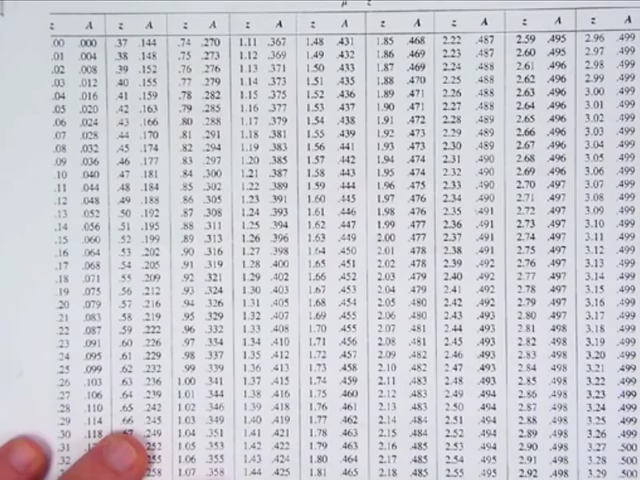 μ z
z A z A z A z A z A z A z A z A z A
.00 .000 .37 .144 .74 .270 1.11 .367 1.48 .431 1.85 .468 2.22 .487 2.59 .495 2.96 .499
.01 .004 .38 .148 .75 .273 1.12 .369 1.49 .432 1.86 .469 2.23 .487 2.60 .495 2.97 .499
.02 .008 .39 .152 .76 .276 1.13 .371 1.50 .433 1.87 .469 2.24 .488 2.61 .496 2.98 .499
.03 .012 .40 .155 .77 .279 1.14 .373 1.51 .435 1.88 .470 2.25 .488 2.62 .496 2.99 .499
.04 .016 .41 .159 .78 .282 1.15 .375 1.52 .436 1.89 .471 2.26 .488 2.63 .496 3.00 .499
.05 .020 .42 .163 .79 .285 1.16 .377 1.53 .437 1.90 .471 2.27 .488 2.64 .496 3.01 .499
.06 .024 .43 .166 .80 .288 1.17 .379 1.54 .438 1.91 .472 2.28 .489 2.65 .496 3.02 .499
.07 .028 .44 .170 .81 .291 1.18 .381 1.55 .439 1.92 .473 2.29 .489 2.66 .496 3.03 .499
.08 .032 .45 .174 .82 .294 1.19 .383 1.56 .441 1.93 .473 2.30 .489 2.67 .496 3.04 .499
.09 .036 .46 .177 .83 .297 1.20 .385 1.57 .442 1.94 .474 2.31 .490 2.68 .496 3.05 .499
.10 .040 .47 .181 .84 .300 1.21 .387 1.58 .443 1.95 .474 2.32 .490 2.69 .496 3.06 .499
.11 .044 .48 .184 .85 .302 1.22 .389 1.59 .444 1.96 .475 2.33 .490 2.70 .497 3.07 .499
.12 .048 .49 .188 .86 .305 1.23 .391 1.60 .445 1.97 .476 2.34 .490 2.71 .497 3.08 .499
.13 .052 .50 .192 .87 .308 1.24 .393 1.61 .446 1.98 .476 2.35 .491 2.72 .497 3.09 .499
.14 .056 .51 .195 .88 .311 1.25 .394 1.62 .447 1.99 .477 2.36 .491 2.73 .497 3.10 .499
.15 .060 .52 .199 .89 .313 1.26 .396 1.63 .449 2.00 .477 2.37 .491 2.74 .497 3.11 .499
.16 .064 .53 .202 .90 .316 1.27 .398 1.64 .450 2.01 .478 2.38 .491 2.75 .497 3.12 .499
.17 .068 .54 .205 .91 .319 1.28 .400 1.65 .451 2.02 .478 2.39 .492 2.76 .497 3.13 .499
.18 .071 .55 .209 .92 .321 1.29 .402 1.66 .452 2.03 .479 2.40 .492 2.77 .497 3.14 .499
.19 .075 .56 .212 .93 .324 1.30 .403 1.67 .453 2.04 .479 2.41 .492 2.78 .497 3.15 .499
.20 .079 .57 .216 .94 .326 1.31 .405 1.68 .454 2.05 .480 2.42 .492 2.79 .497 3.16 .499
.21 .083 .58 .219 .95 .329 1.32 .407 1.69 .455 2.06 .480 2.43 .493 2.80 .497 3.17 .499
.22 .087 .59 .222 .96 .332 1.33 .408 1.70 .455 2.07 .481 2.44 .493 2.81 .498 3.18 .499
.23 .091 .60 .226 .97 .334 1.34 .410 1.71 .456 2.08 .481 2.45 .493 2.82 .498 3.19 .499
.24 .095 .61 .229 .98 .337 1.35 .412 1.72 .457 2.09 .482 2.46 .493 2.83 .498 3.20 .499
.25 .099 .62 .232 .99 .339 1.36 .413 1.73 .458 2.10 .482 2.47 .493 2.84 .498 3.21 .499
.26 .103 .63 .236 1.00 .341 1.37 .415 1.74 .459 2.11 .483 2.48 .493 2.85 .498 3.22 .499
.27 .106 .64 .239 1.01 .344 1.38 .416 1.75 .460 2.12 .483 2.49 .494 2.86 .498 3.23 .499
.28 .110 .65 .242 1.02 .346 1.39 .418 1.76 .461 2.13 .483 2.50 .494 2.87 .498 3.24 .499
.29 .114 .66 .245 1.03 .349 1.40 .419 1.77 .462 2.14 .484 2.51 .494 2.88 .498 3.25 .499
.30 .118 .67 .249 1.04 .351 1.41 .421 1.78 .463 2.15 .484 2.52 .494 2.89 .498 3.26 .499
.31 .252 1.05 .353 1.42 .422 1.79 .463 2.16 .485 2.53 .494 2.90 .498 3.27 .500
.32 .255 1.06 .355 1.43 .424 1.80 .464 2.17 .485 2.54 .495 2.91 .498 3.28 .500
.258 1.07 .358 1.44 .425 1.81 .465 2.18 .485 2.55 .495 2.92 .498 3.29 .500